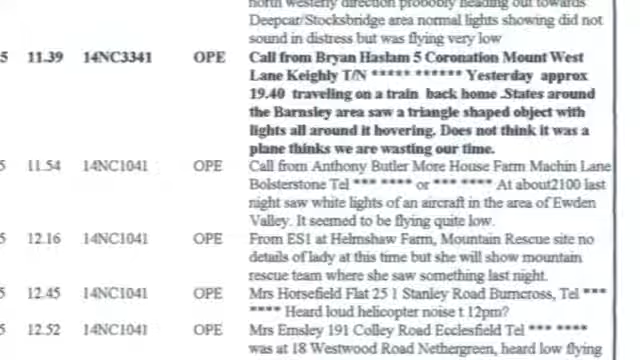 north westerly direction probobly heading out towards
Deepcar/Stocksbridge area normal lights showing did not
sound in distress but was flying very low
5 11.39 14NC3341 OPE Call from Bryan Haslam 5 Coronation Mount West
Lane Keighly T/N ***** ****** Yesterday approx
19.40 traveling on a train back home .States around
the Barnsley area saw a triangle shaped object with
lights all around it hovering. Does not think it was a
plane thinks we are wasting our time.
5 11.54 14NC1041 OPE Call from Anthony Butler More House Farm Machin Lane
Bolsterstone Tel *** **** or *** **** At about2100 last
night saw white lights of an aircraft in the area of Ewden
Valley. It seemed to be flying quite low.
5 12.16 14NC1041 OPE From ES1 at Helmshaw Farm, Mountain Rescue site no
details of lady at this time but she will show mountain
rescue team where she saw something last night.
5 12.45 14NC1041 OPE Mrs Horsefield Flat 25 1 Stanley Road Burncross, Tel ***
**** Heard loud helicopter noise t 12pm?
5 12.52 14NC1041 OPE Mrs Emsley 191 Colley Road Ecclesfield Tel *** ****
was at 18 Westwood Road Nethergreen, heard low flying